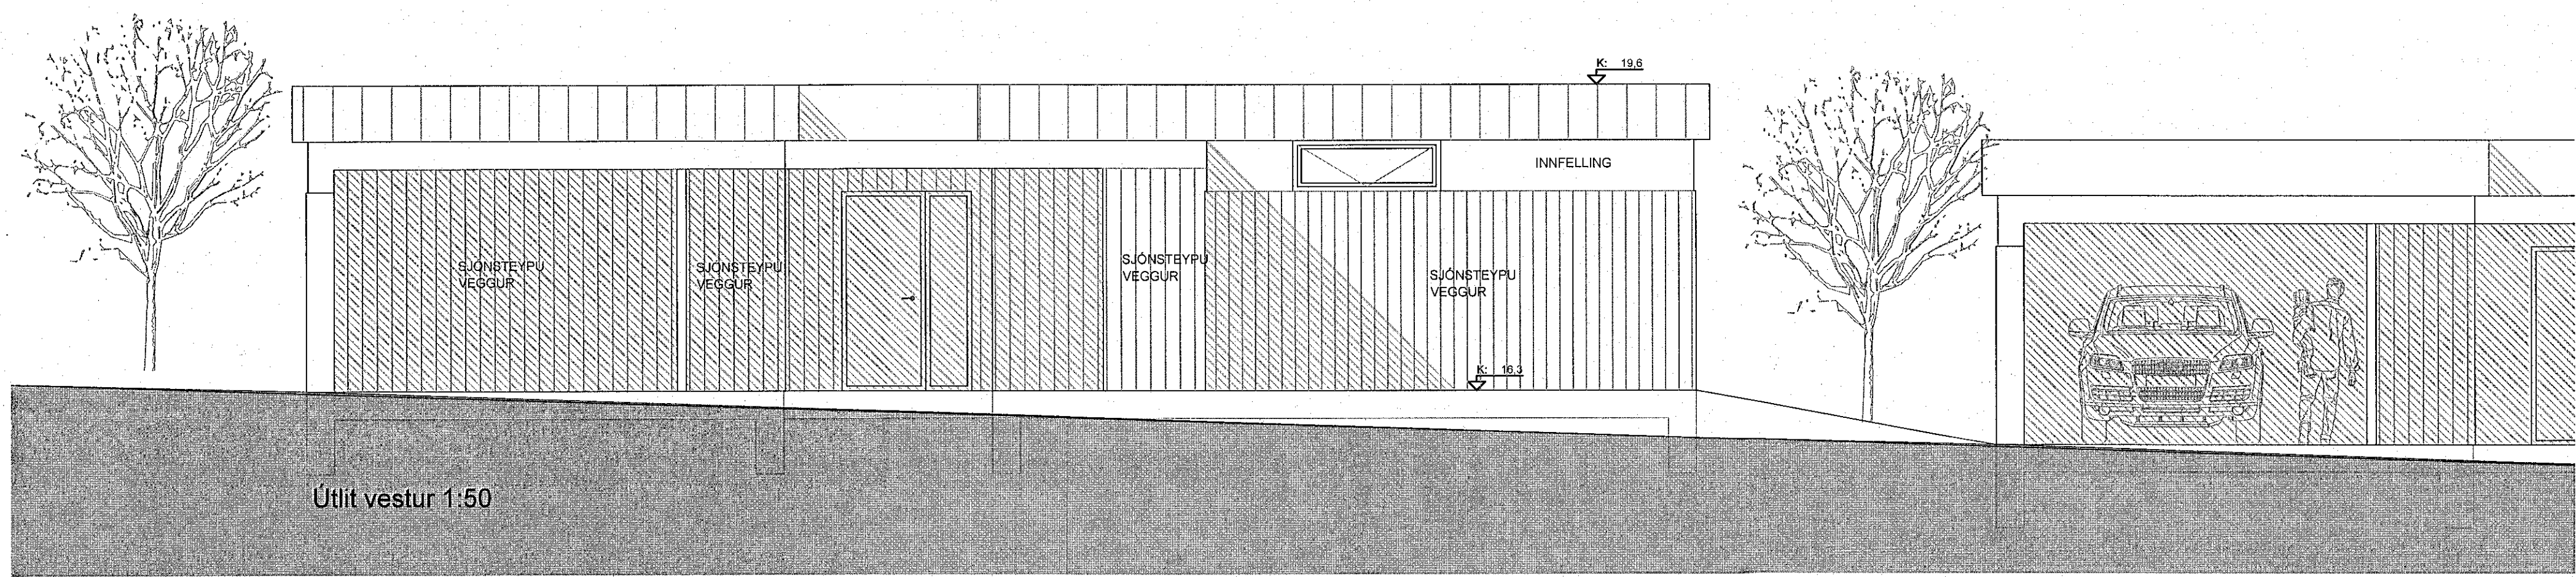 K: 19,6
INNFELLING
SJÓNSTEYPU
VEGGUR
SJÓNSTEYPU
VEGGUR
SJÓNSTEYPU
VEGGUR
SJÓNSTEYPU
VEGGUR
K: 16,3
Útlit vestur 1:50